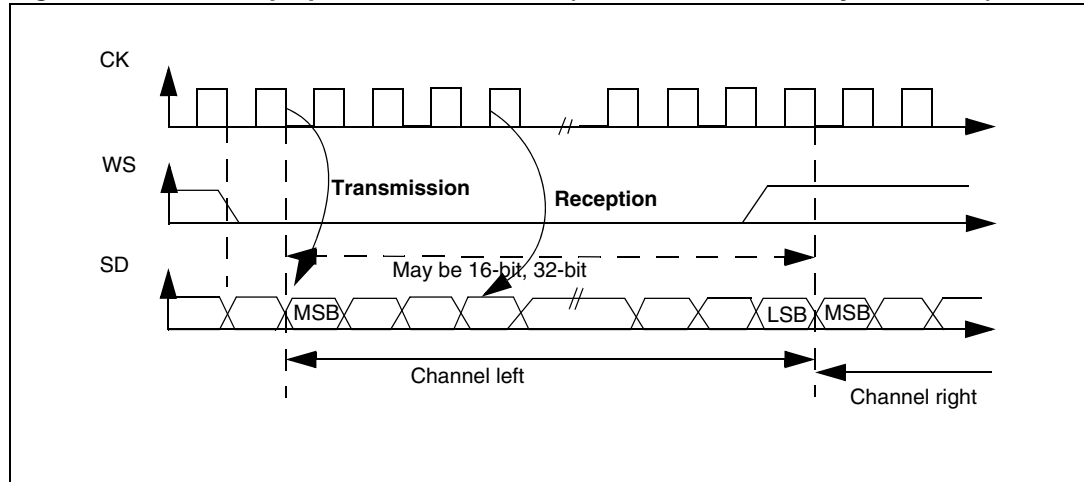 CK
WS
Transmission
Reception
SD
May be 16-bit, 32-bit
MSB
LSB
MSB
Channel left
Channel right